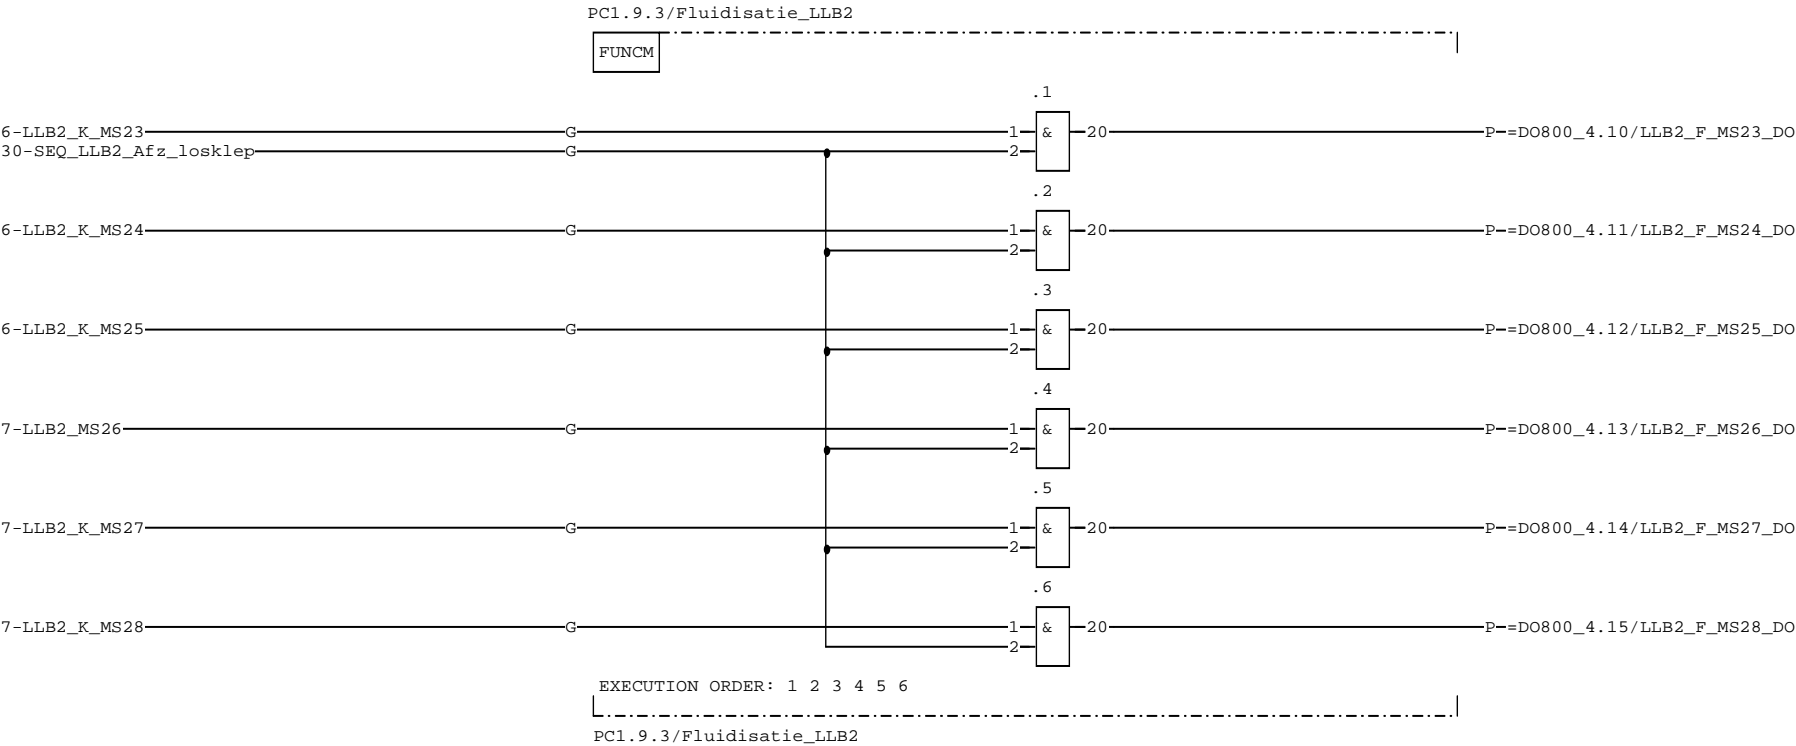 PC1.9.3/Fluidisatie_LLB2
FUNCM
.1
6-LLB2_K_MS23 G 1 & 20 P =DO800_4.10/LLB2_F_MS23_DO
30-SEQ_LLB2_Afz_losklep G 2
.2
6-LLB2_K_MS24 G 1 & 20 P =DO800_4.11/LLB2_F_MS24_DO
2
.3
6-LLB2_K_MS25 G 1 & 20 P =DO800_4.12/LLB2_F_MS25_DO
2
.4
7-LLB2_MS26 G 1 & 20 P =DO800_4.13/LLB2_F_MS26_DO
2
.5
7-LLB2_K_MS27 G 1 & 20 P =DO800_4.14/LLB2_F_MS27_DO
2
.6
7-LLB2_K_MS28 G 1 & 20 P =DO800_4.15/LLB2_F_MS28_DO
2
EXECUTION ORDER: 1 2 3 4 5 6
PC1.9.3/Fluidisatie_LLB2